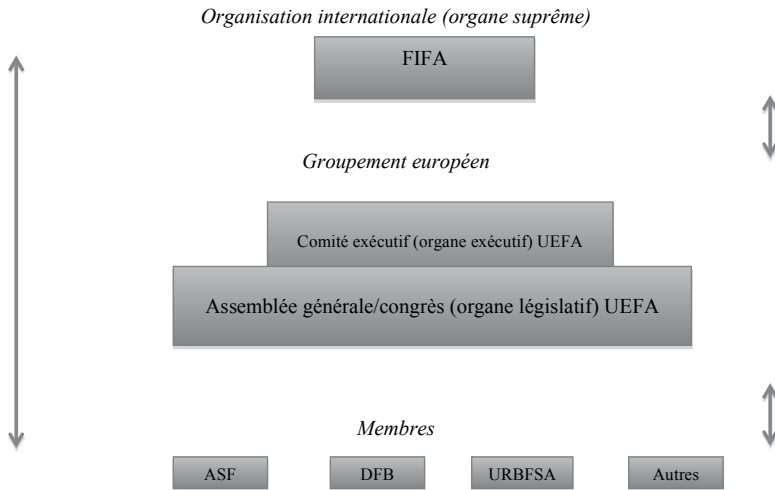 Organisation internationale (organe suprême)
FIFA
Groupement européen
Comité exécutif (organe exécutif) UEFA
Assemblée générale/congrès (organe législatif) UEFA
Membres
ASF DFB URBFSA Autres